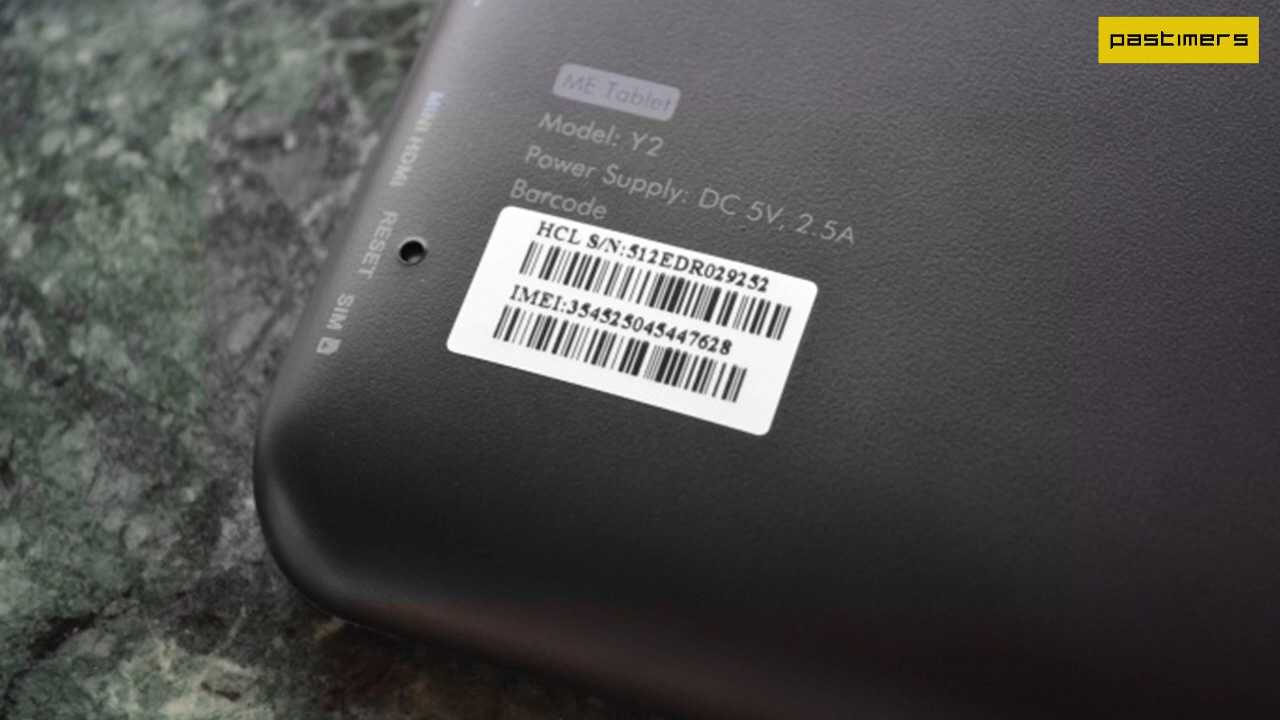 pastimers
ME Tablet
Model: Y2
Power Supply: DC 5V, 2.5A
Barcode
HCL S/N:512EDR029252
IMEI:354525045447628
MINI HDMI
RESET
SIM